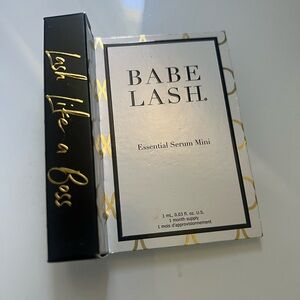 Lash Life a Boss
BABE
LASH.
Essential Serum Mini
1 mL, 0.03 fl. oz. U.S.
1 month supply
1 mois d'approvisionnement